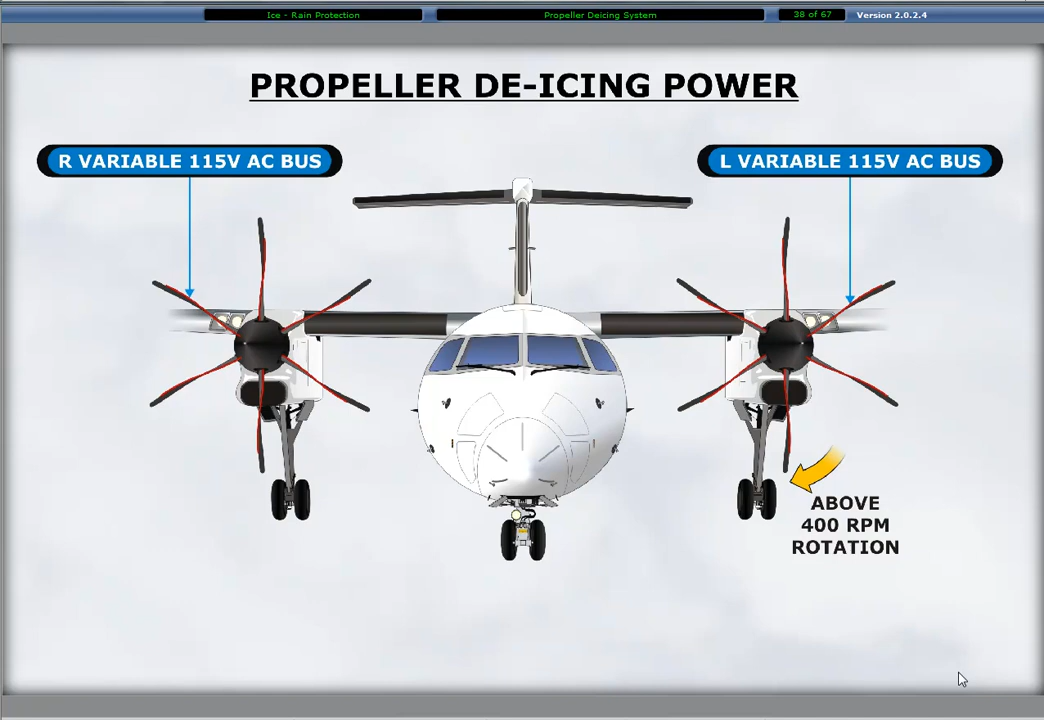 Ice - Rain Protection
Propeller Deicing System
38 of 67
Version 2.0.2.4
PROPELLER DE-ICING POWER
R VARIABLE 115V AC BUS
L VARIABLE 115V AC BUS
ABOVE
400 RPM
ROTATION